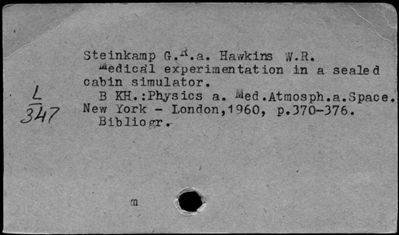 Steinkamp G.R.a. Hawkins W.R.
Medical experimentation in a sealed
cabin simulator.
B KH.:Physics a. Med.Atmosph.a.Space.
New York - London,1960, p.370-376.
Bibliogr.-
L
347
m